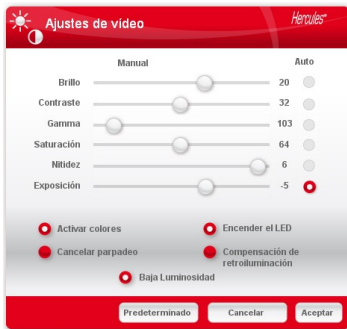 Ajustes de vídeo
Hercules
Manual
Auto
Brillo 20
Contraste 32
Gamma 103
Saturación 64
Nitidez 6
Exposición -5
Activar colores
Encender el LED
Cancelar parpadeo
Compensación de
retroiluminación
Baja Luminosidad
Predeterminado
Cancelar
Aceptar